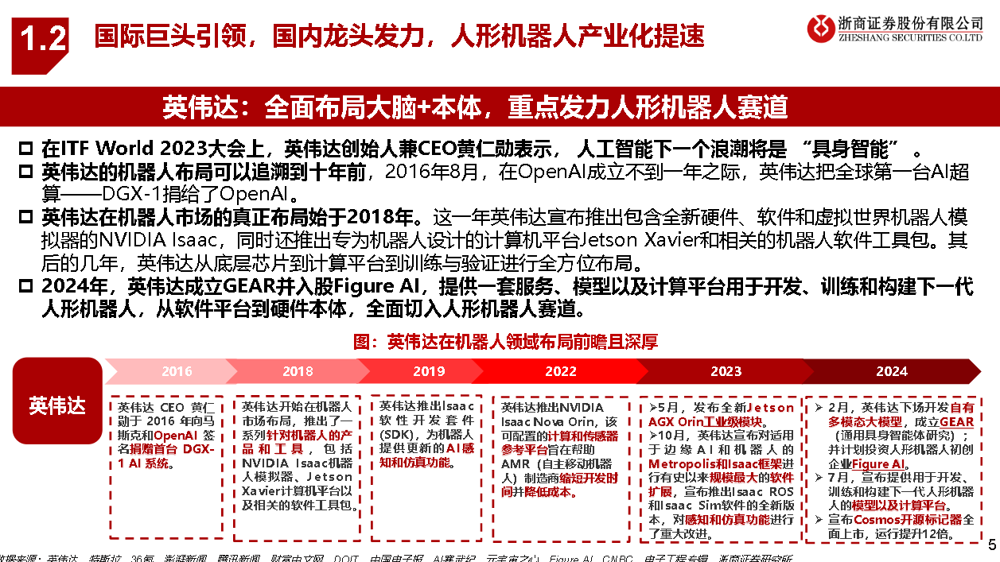 1.2
国际巨头引领，国内龙头发力，人形机器人产业化提速
浙商证券股份有限公司
ZHESHANG SECURITIES CO.LTD
英伟达：全面布局大脑+本体，重点发力人形机器人赛道
在ITF World 2023大会上，英伟达创始人兼CEO黄仁勋表示， 人工智能下一个浪潮将是 “具身智能” 。
英伟达的机器人布局可以追溯到十年前，2016年8月，在OpenAI成立不到一年之际，英伟达把全球第一台AI超
算——DGX-1捐给了OpenAI。
英伟达在机器人市场的真正布局始于2018年。这一年英伟达宣布推出包含全新硬件、软件和虚拟世界机器人模
拟器的NVIDIA Isaac，同时还推出专为机器人设计的计算机平台Jetson Xavier和相关的机器人软件工具包。其
后的几年，英伟达从底层芯片到计算平台到训练与验证进行全方位布局。
2024年，英伟达成立GEAR并入股Figure AI，提供一套服务、模型以及计算平台用于开发、训练和构建下一代
人形机器人，从软件平台到硬件本体，全面切入人形机器人赛道。
图：英伟达在机器人领域布局前瞻且深厚
英伟达
2016
英伟达 CEO 黄仁
勋于 2016 年向马
斯克和OpenAI 签
名捐赠首台 DGX-
1 AI 系统。
2018
英伟达开始在机器人
市场布局，推出了一
系列针对机器人的产
品和工具，包括
NVIDIA Isaac机器
人模拟器、Jetson
Xavier计算机平台以
及相关的软件工具包。
2019
英伟达推出Isaac
软性开发套件
(SDK)，为机器人
提供更新的AI感
知和仿真功能。
2022
英伟达推出NVIDIA
Isaac Nova Orin，该
可配置的计算和传感器
参考平台旨在帮助
AMR（自主移动机器
人）制造商缩短开发时
间并降低成本。
2023
➢5月，发布全新Jetson
AGX Orin工业级模块。
➢10月，英伟达宣布对适用
于边缘AI和机器人的
Metropolis和Isaac框架进
行有史以来规模最大的软件
扩展，宣布推出Isaac ROS
和Isaac Sim软件的全新版
本，对感知和仿真功能进行
了重大改进。
2024
➢ 2月，英伟达下场开发自有
多模态大模型，成立GEAR
（通用具身智能体研究）；
并计划投资人形机器人初创
企业Figure AI。
➢ 7月，宣布提供用于开发、
训练和构建下一代人形机器
人的模型以及计算平台。
➢ 宣布Cosmos开源标记器全
面上市，运行提升12倍。
5
数据来源：英伟达，特斯拉，36氪，澎湃新闻，腾讯新闻，财富中文网，DOIT，中国电子报，AI寒武纪，元宇宙之心，Figure AI，CNBC，电子工程专辑，浙商证券研究所